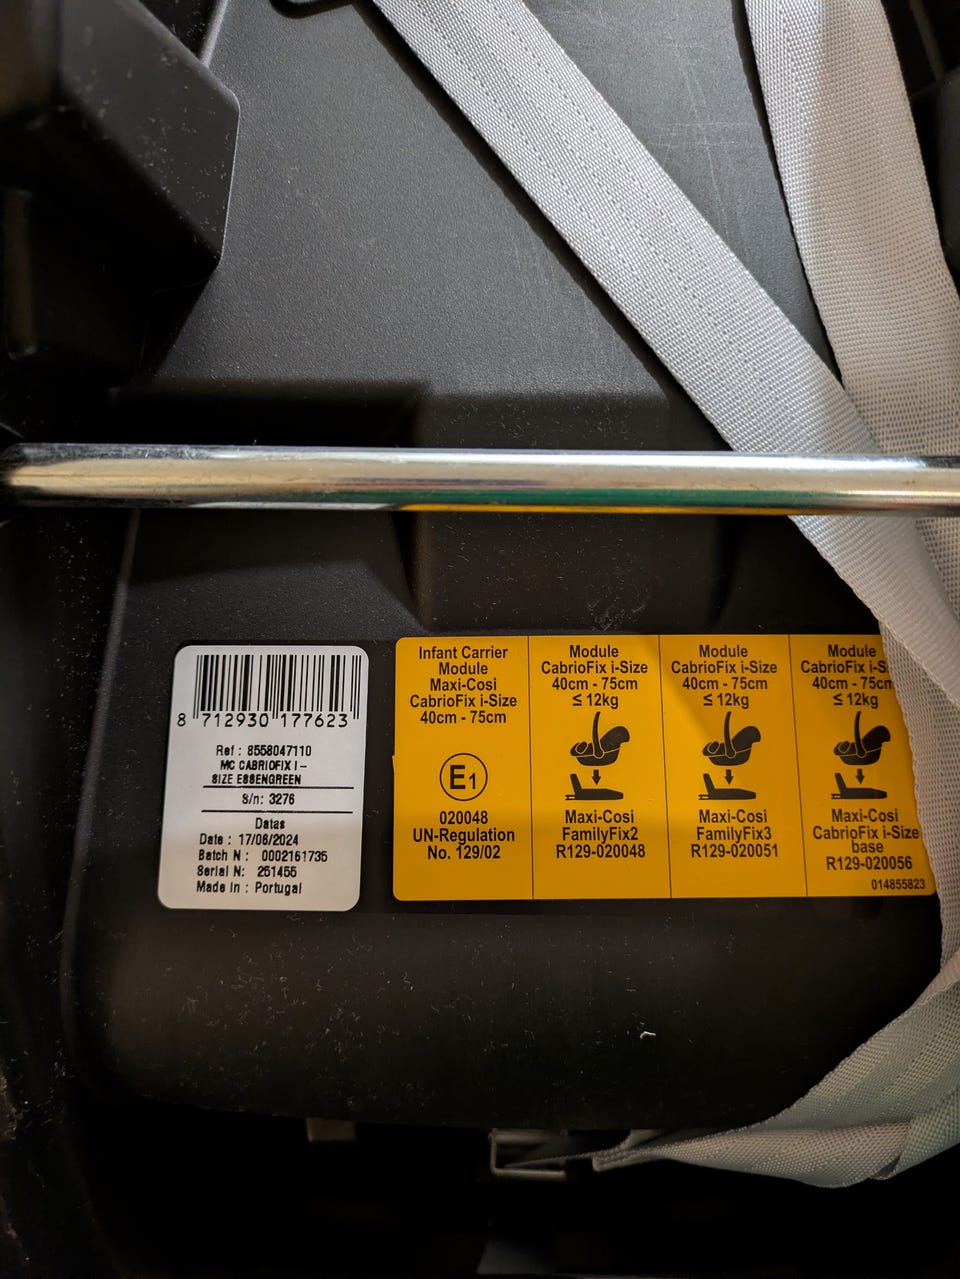 8 712930 177623
Ref : 8558047110
MC CABRIOFIX I-
SIZE ESSENGREEN
S/n: 3276
Datas
Date : 17/06/2024
Batch N : 0002161735
Serial N: 251455
Made in : Portugal
Infant Carrier
Module
Maxi-Cosi
CabrioFix i-Size
40cm - 75cm
E1
020048
UN-Regulation
No. 129/02
Module
CabrioFix i-Size
40cm - 75cm
≤ 12kg
Maxi-Cosi
FamilyFix2
R129-020048
Module
CabrioFix i-Size
40cm - 75cm
≤ 12kg
Maxi-Cosi
FamilyFix3
R129-020051
Module
CabrioFix i-S
40cm - 75cm
≤ 12kg
Maxi-Cosi
CabrioFix i-Size
base
R129-020056
014855823